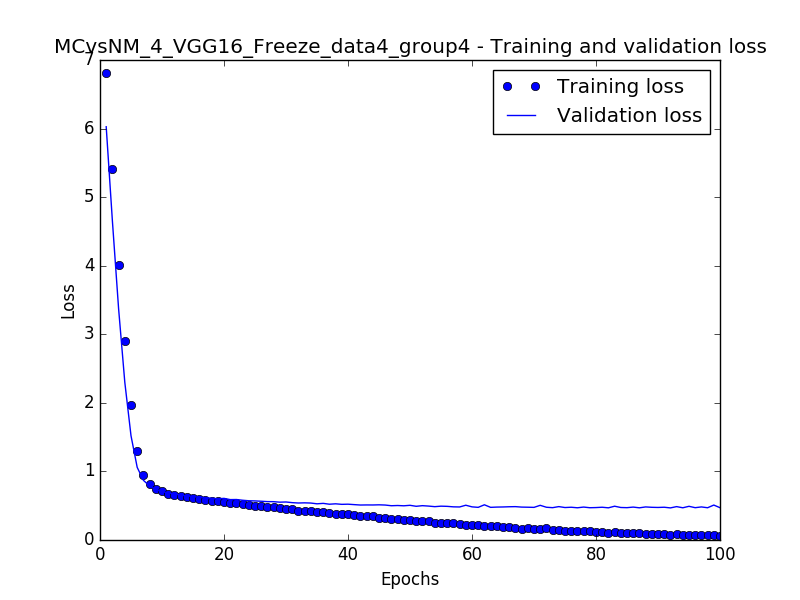 MCysNM_4_VGG16_Freeze_data4_group4 - Training and validation loss
Training loss
Validation loss
7
6
5
4
3
2
1
0
Loss
0 20 40 60 80 100
Epochs